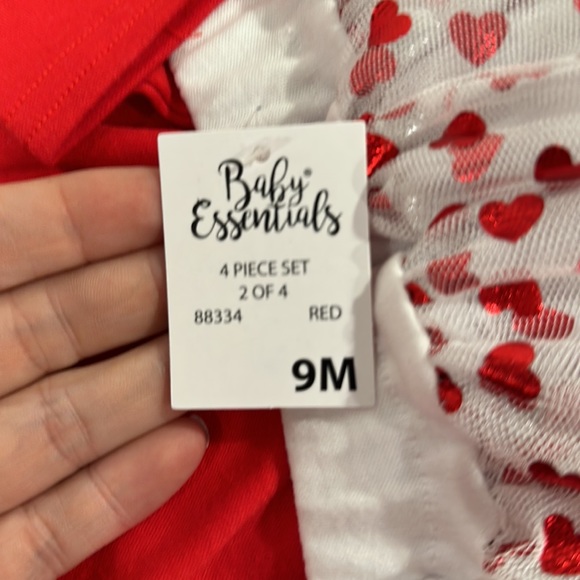 Baby®
Essentials
4 PIECE SET
2 OF 4
88334 RED
9M